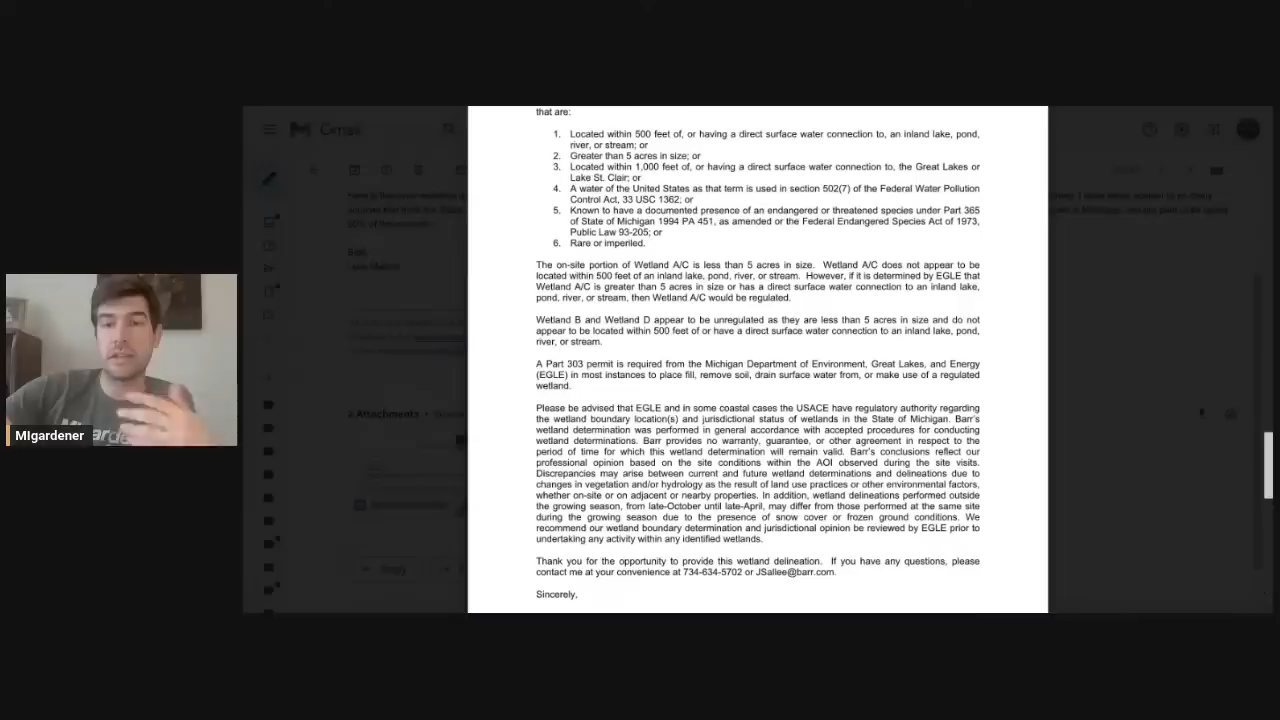 that are:
1. Located within 500 feet of, or having a direct surface water connection to, an inland lake, pond,
river, or stream; or
2. Greater than 5 acres in size; or
3. Located within 1,000 feet of, or having a direct surface water connection to, the Great Lakes or
Lake St. Clair; or
4. A water of the United States as that term is used in section 502(7) of the Federal Water Pollution
Control Act, 33 USC 1362; or
5. Known to have a documented presence of an endangered or threatened species under Part 365
of State of Michigan 1994 PA 451, as amended or the Federal Endangered Species Act of 1973,
Public Law 93-205; or
6. Rare or imperiled.
The on-site portion of Wetland A/C is less than 5 acres in size. Wetland A/C does not appear to be
located within 500 feet of an inland lake, pond, river, or stream. However, if it is determined by EGLE that
Wetland A/C is greater than 5 acres in size or has a direct surface water connection to an inland lake,
pond, river, or stream, then Wetland A/C would be regulated.
Wetland B and Wetland D appear to be unregulated as they are less than 5 acres in size and do not
appear to be located within 500 feet of or have a direct surface water connection to an inland lake, pond,
river, or stream.
A Part 303 permit is required from the Michigan Department of Environment, Great Lakes, and Energy
(EGLE) in most instances to place fill, remove soil, drain surface water from, or make use of a regulated
wetland.
Please be advised that EGLE and in some coastal cases the USACE have regulatory authority regarding
the wetland boundary location(s) and jurisdictional status of wetlands in the State of Michigan. Barr's
wetland determination was performed in general accordance with accepted procedures for conducting
wetland determinations. Barr provides no warranty, guarantee, or other agreement in respect to the
period of time for which this wetland determination will remain valid. Barr's conclusions reflect our
professional opinion based on the site conditions within the AOI observed during the site visits.
Discrepancies may arise between current and future wetland determinations and delineations due to
changes in vegetation and/or hydrology as the result of land use practices or other environmental factors,
whether on-site or on adjacent or nearby properties. In addition, wetland delineations performed outside
the growing season, from late-October until late-April, may differ from those performed at the same site
during the growing season due to the presence of snow cover or frozen ground conditions. We
recommend our wetland boundary determination and jurisdictional opinion be reviewed by EGLE prior to
undertaking any activity within any identified wetlands.
Thank you for the opportunity to provide this wetland delineation. If you have any questions, please
contact me at your convenience at 734-634-5702 or JSallee@barr.com.
Sincerely,
Gmail
2 Attachments
Reply
MIgardener